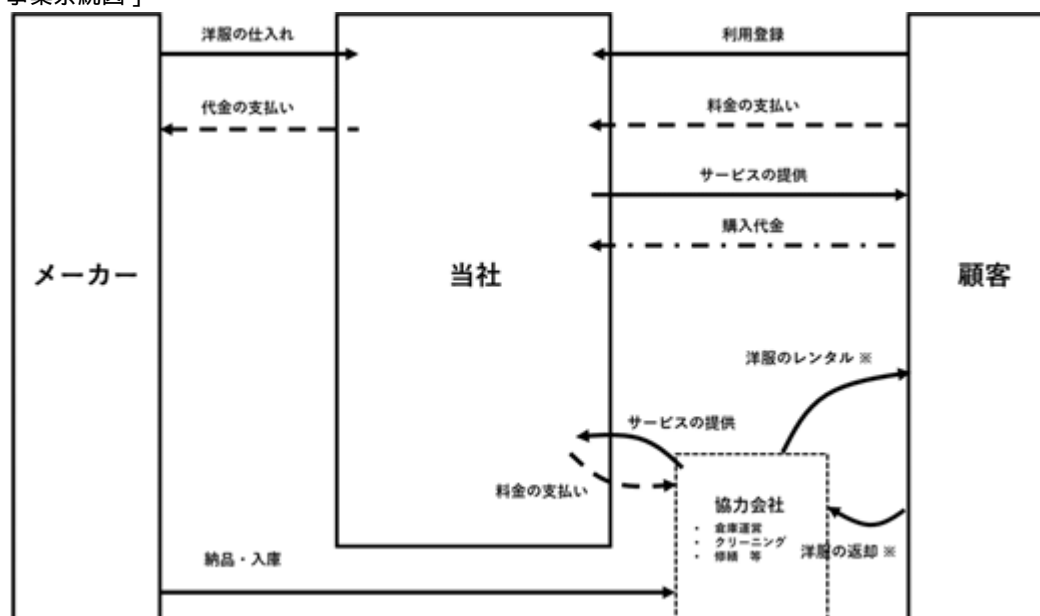 事業系統図］
洋服の仕入れ
利用登録
代金の支払い
料金の支払い
サービスの提供
購入代金
メーカー
当社
顧客
洋服のレンタル ※
サービスの提供
料金の支払い
協力会社
・ 倉庫運営
・ クリーニング
・ 修繕 等
洋服の返却 ※
納品・入庫